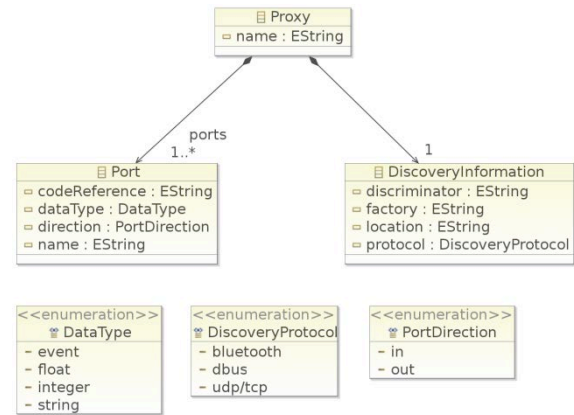 Proxy
name : EString
ports
1..*
1
Port
codeReference : EString
dataType : DataType
direction : PortDirection
name : EString
DiscoveryInformation
discriminator : EString
factory : EString
location : EString
protocol : DiscoveryProtocol
<<enumeration>>
DataType
- event
- float
- integer
- string
<<enumeration>>
DiscoveryProtocol
- bluetooth
- dbus
- udp/tcp
<<enumeration>>
PortDirection
- in
- out